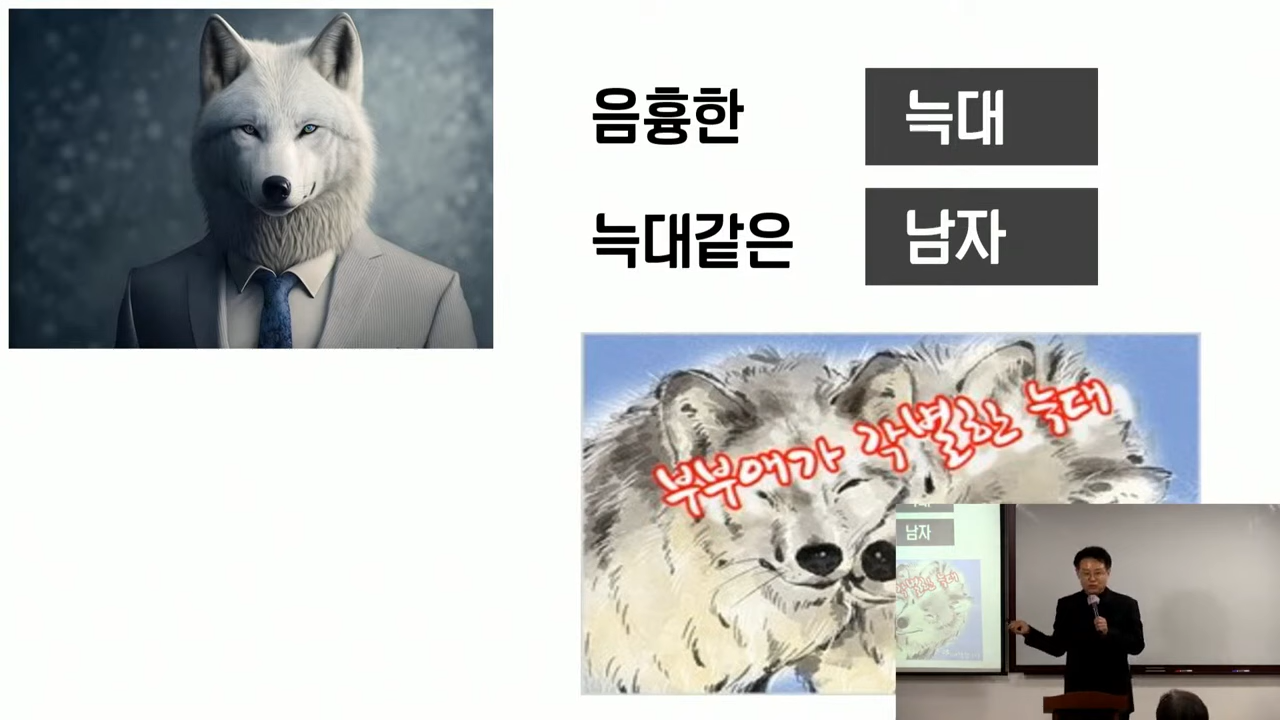 음흉한 늑대
늑대같은 남자
부부애가 각별한 늑대
남자